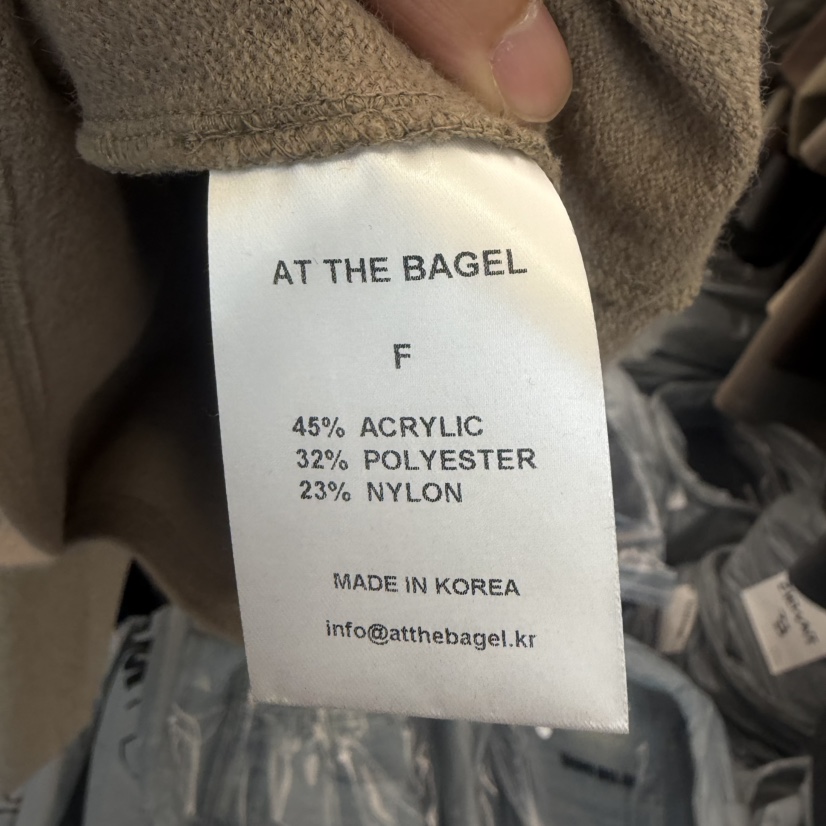 AT THE BAGEL
F
45% ACRYLIC
32% POLYESTER
23% NYLON
MADE IN KOREA
info@atthebagel.kr